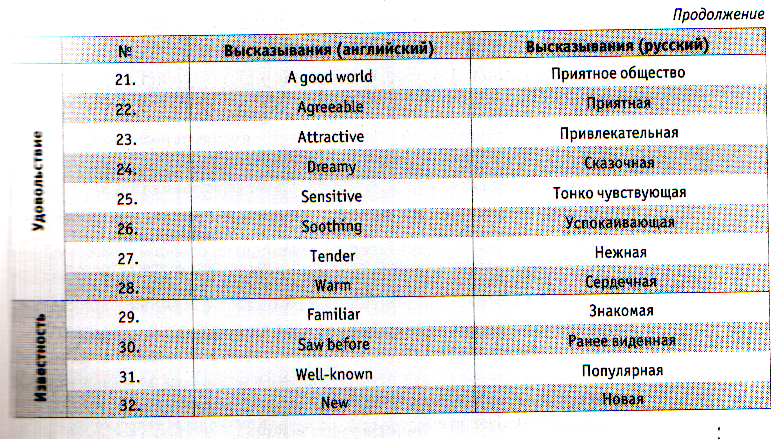 Продолжение
№ Высказывания (английский) Высказывания (русский)
Удовольствие
21. A good world Приятное общество
22. Agreeable Приятная
23. Attractive Привлекательная
24. Dreamy Сказочная
25. Sensitive Тонко чувствующая
26. Soothing Успокаивающая
27. Tender Нежная
28. Warm Сердечная
Известность
29. Familiar Знакомая
30. Saw before Ранее виденная
31. Well-known Популярная
32. New Новая